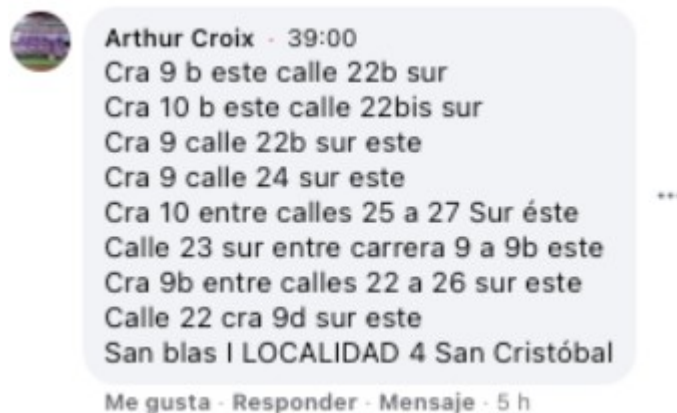 Arthur Croix · 39:00
Cra 9 b este calle 22b sur
Cra 10 b este calle 22bis sur
Cra 9 calle 22b sur este
Cra 9 calle 24 sur este
Cra 10 entre calles 25 a 27 Sur éste
Calle 23 sur entre carrera 9 a 9b este
Cra 9b entre calles 22 a 26 sur este
Calle 22 cra 9d sur este
San blas I LOCALIDAD 4 San Cristóbal
Me gusta · Responder · Mensaje · 5 h